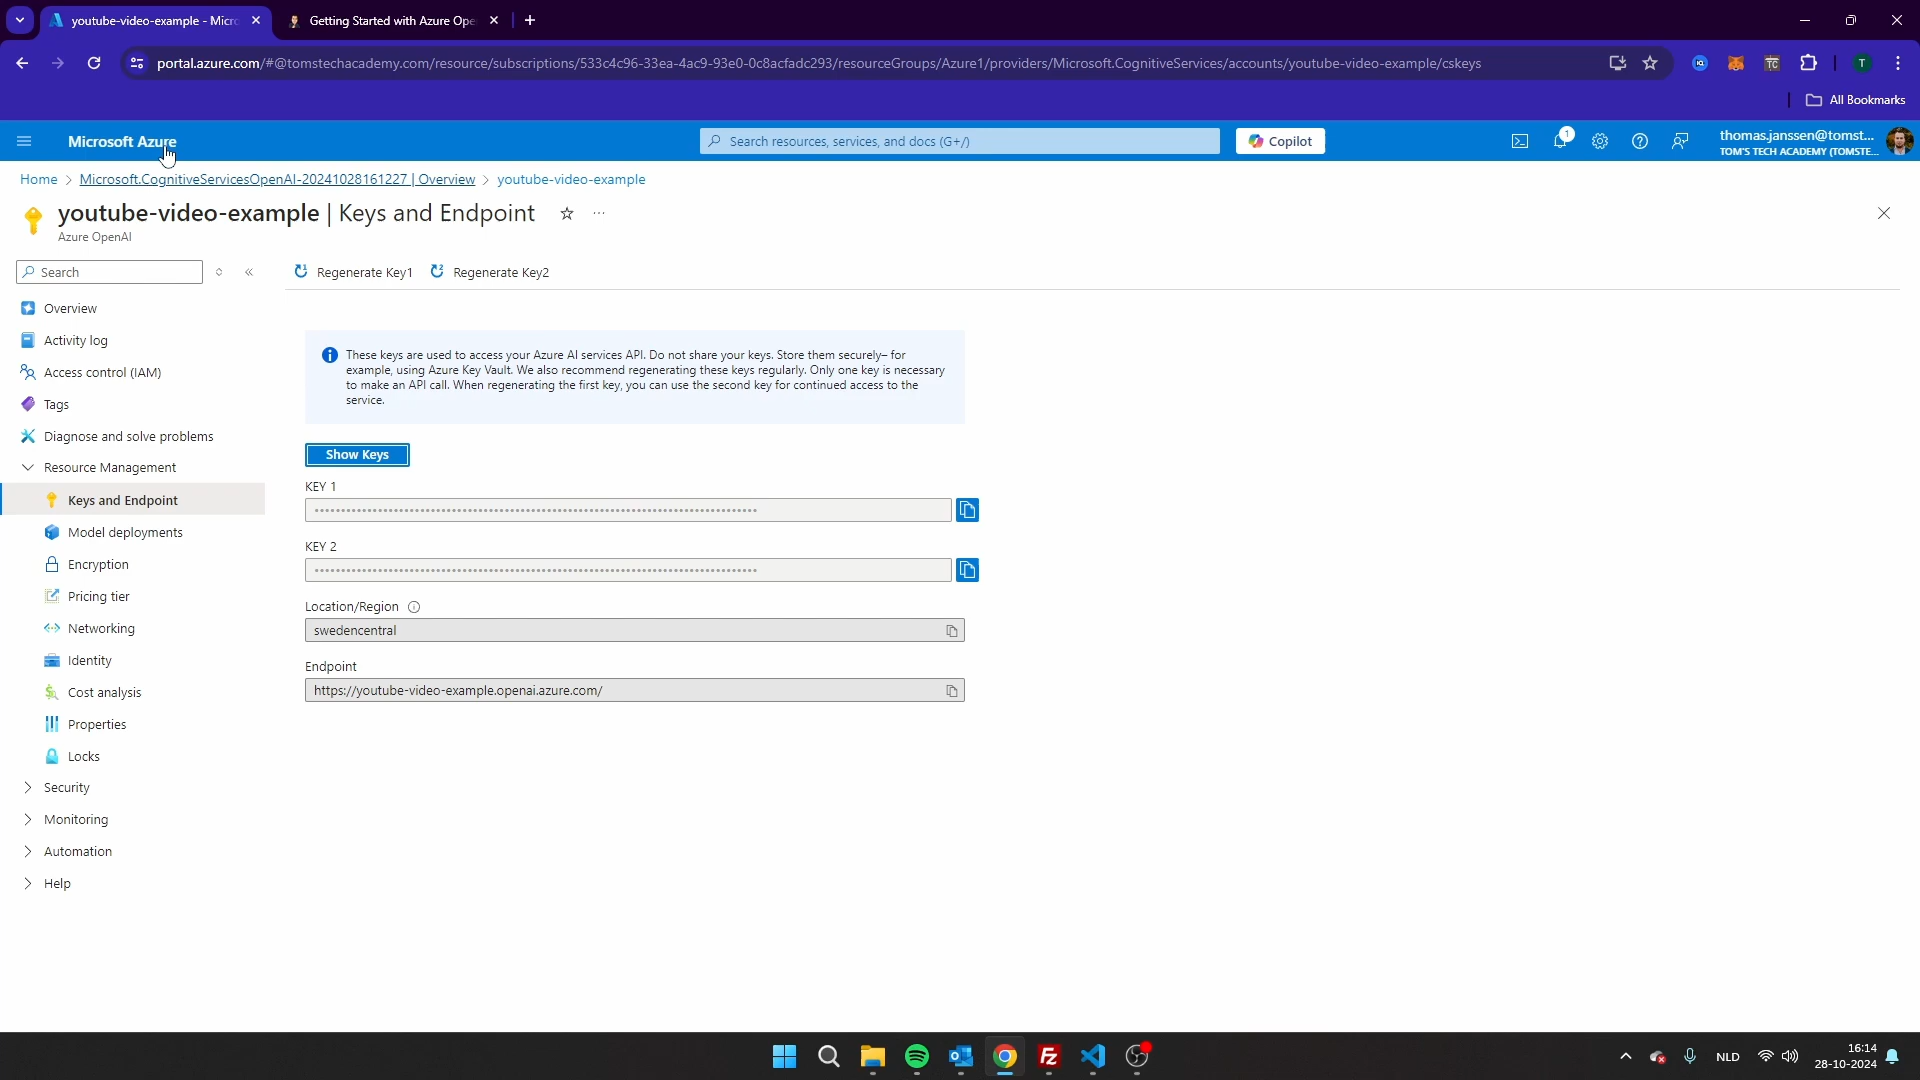 youtube-video-example - Micro
Getting Started with Azure Ope
portal.azure.com/#@tomstechacademy.com/resource/subscriptions/533c4c96-33ea-4ac9-93e0-0c8acfadc293/resourceGroups/Azure1/providers/Microsoft.CognitiveServices/accounts/youtube-video-example/cskeys
TC
T
All Bookmarks
Microsoft Azure
Search resources, services, and docs (G+/)
Copilot
1
thomas.janssen@tomst...
TOM'S TECH ACADEMY (TOMSTE...
Home > Microsoft.CognitiveServicesOpenAI-20241028161227 | Overview > youtube-video-example
youtube-video-example | Keys and Endpoint
Azure OpenAI
Search
Regenerate Key1
Regenerate Key2
Overview
Activity log
Access control (IAM)
Tags
Diagnose and solve problems
Resource Management
Keys and Endpoint
Model deployments
Encryption
Pricing tier
Networking
Identity
Cost analysis
Properties
Locks
Security
Monitoring
Automation
Help
These keys are used to access your Azure AI services API. Do not share your keys. Store them securely– for
example, using Azure Key Vault. We also recommend regenerating these keys regularly. Only one key is necessary
to make an API call. When regenerating the first key, you can use the second key for continued access to the
service.
Show Keys
KEY 1
KEY 2
Location/Region
swedencentral
Endpoint
https://youtube-video-example.openai.azure.com/
NLD
16:14
28-10-2024